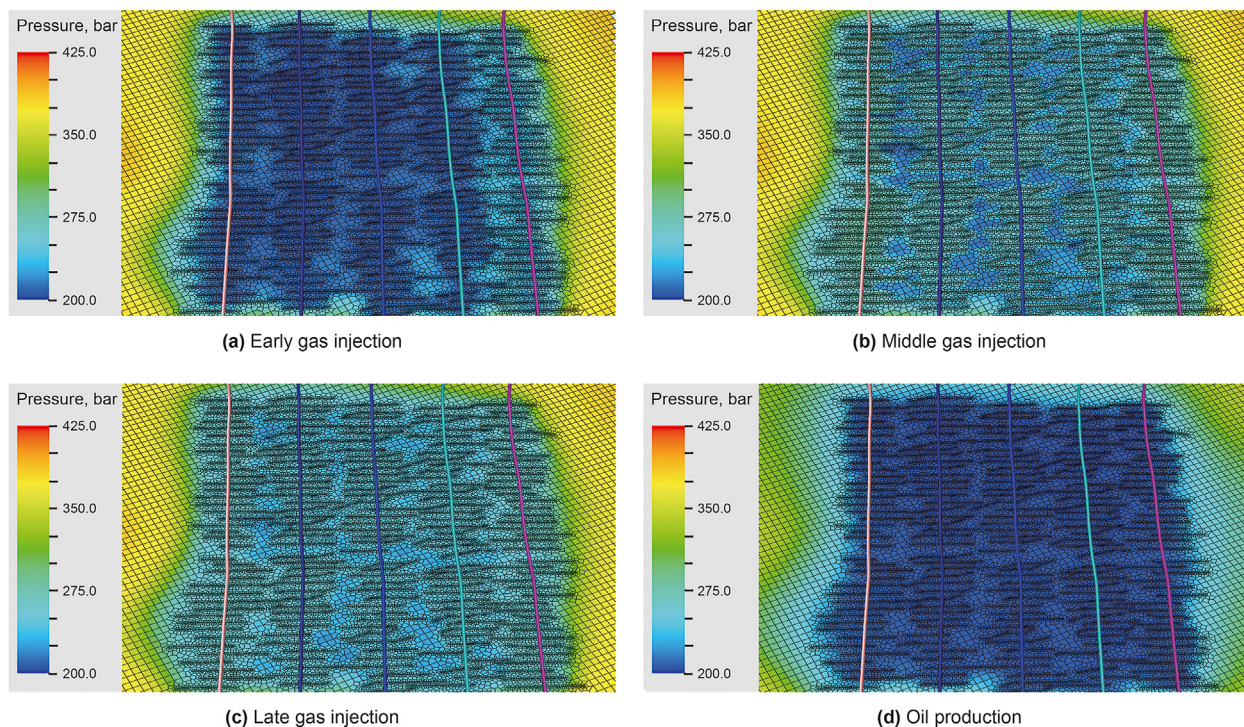 Pressure, bar
425.0
350.0
275.0
200.0
(a) Early gas injection
Pressure, bar
425.0
350.0
275.0
200.0
(b) Middle gas injection
Pressure, bar
425.0
350.0
275.0
200.0
(c) Late gas injection
Pressure, bar
425.0
350.0
275.0
200.0
(d) Oil production